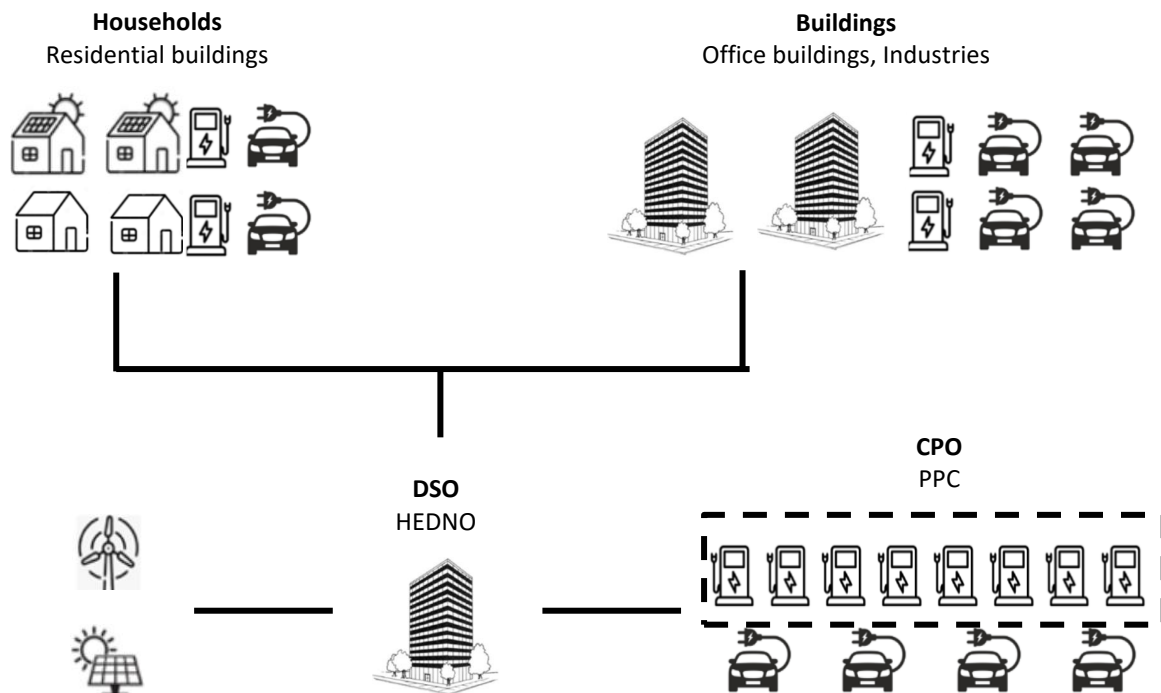 Households
Residential buildings
Buildings
Office buildings, Industries
DSO
HEDNO
CPO
PPC